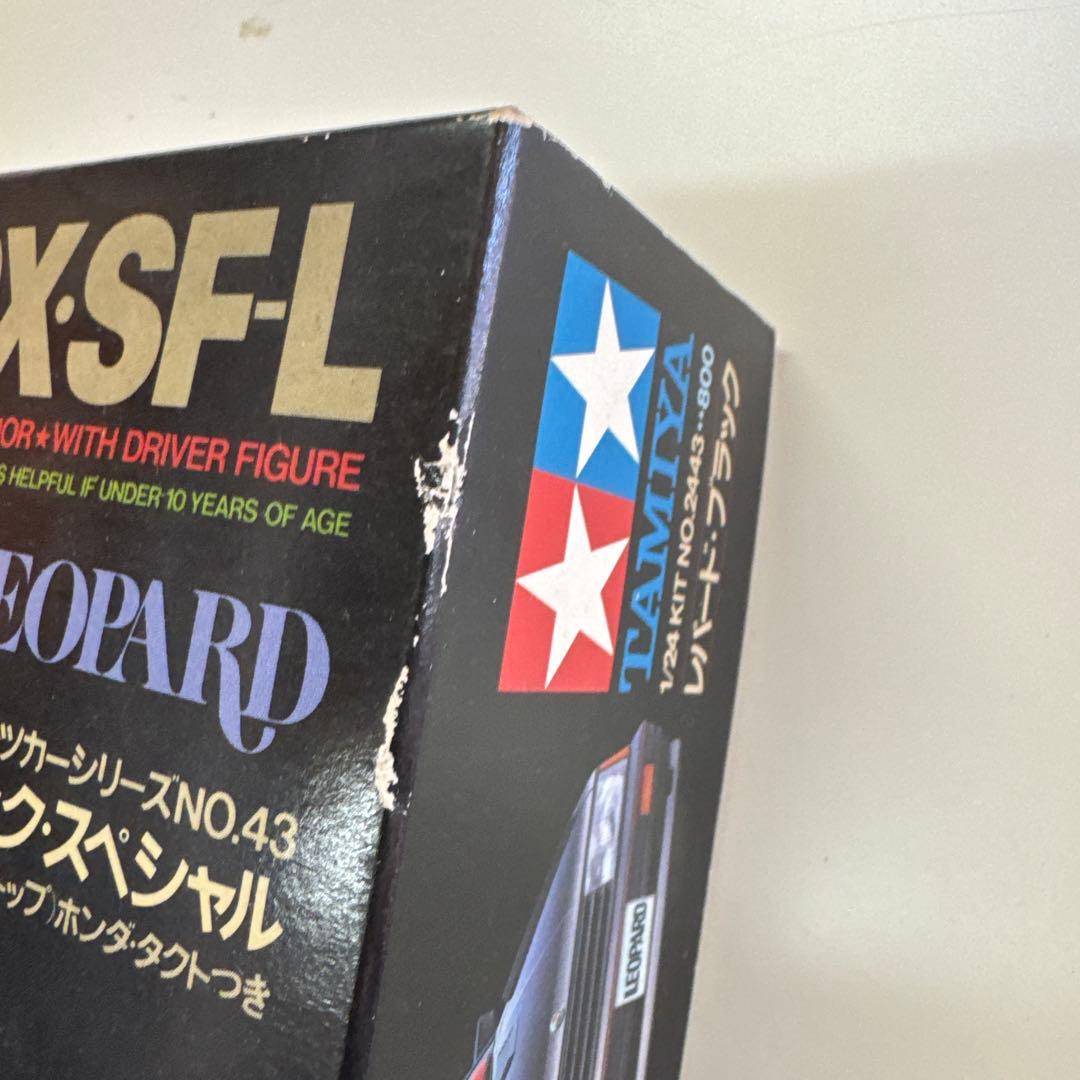 X·SF-L
IOR★WITH DRIVER FIGURE
S HELPFUL IF UNDER 10 YEARS OF AGE
EOPARD
ツカーシリーズNO.43
ク・スペシャル
トップ)ホンダ・タクトつき
TAMIYA
1/24 KIT NO.2443··800
レパード・ブラック
LEOPARD